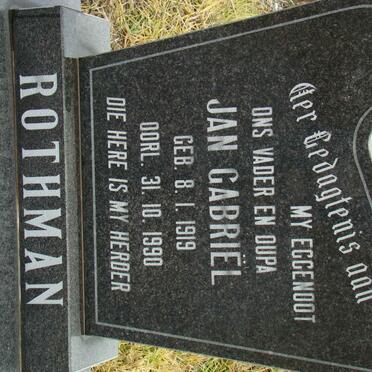 Ter Gedagtenis aan
MY EGGENOOT
ONS VADER EN OUPA
JAN GABRIËL
GEB. 8. 1. 1919
OORL. 31. 10. 1990
DIE HERE IS MY HERDER
ROTHMAN